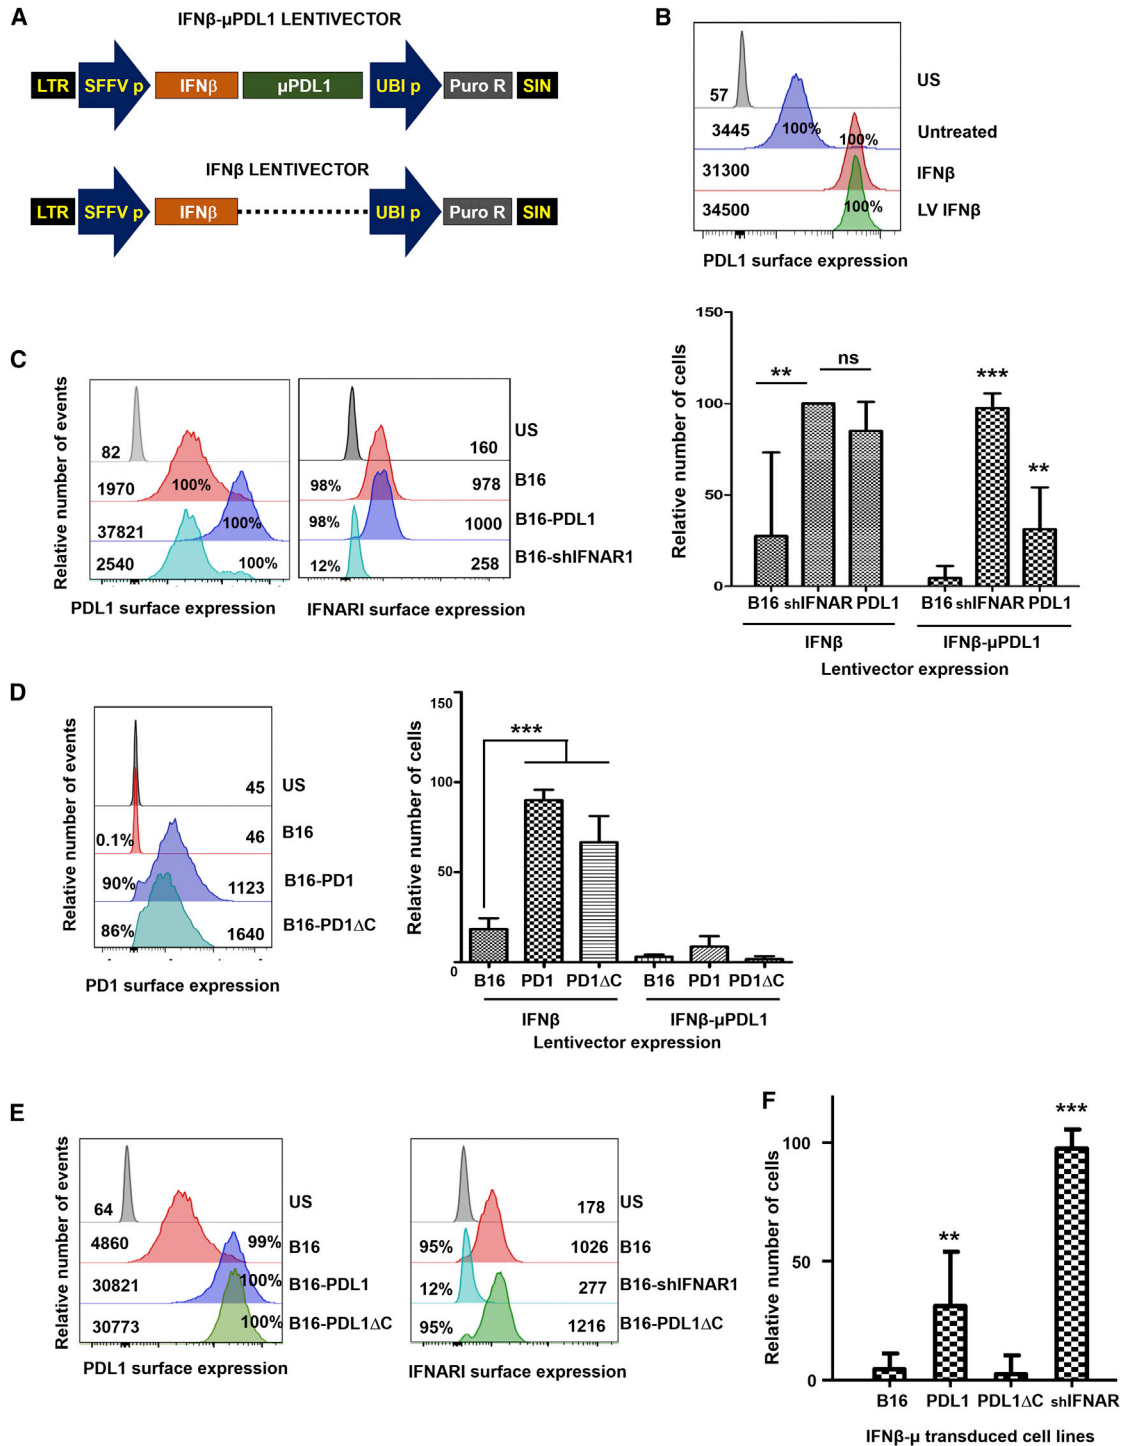 A
IFNβ-µPDL1 LENTIVECTOR
LTR SFFV p IFNβ µPDL1 UBI p Puro R SIN
IFNβ LENTIVECTOR
LTR SFFV p IFNβ UBI p Puro R SIN
B
57 US
3445 100% 100% Untreated
31300 IFNβ
34500 100% LV IFNβ
PDL1 surface expression
C
Relative number of events
82
1970 100%
37821 100%
2540 100%
PDL1 surface expression
160 US
98% 978 B16
98% 1000 B16-PDL1
12% 258 B16-shIFNAR1
IFNARI surface expression
Relative number of cells
150
100
50
0
** ns *** **
B16 shIFNAR PDL1 B16 shIFNAR PDL1
IFNβ IFNβ-µPDL1
Lentivector expression
D
Relative number of events
45 US
0.1% 46 B16
90% 1123 B16-PD1
86% 1640 B16-PD1ΔC
PD1 surface expression
Relative number of cells
150
100
50
0
***
B16 PD1 PD1ΔC B16 PD1 PD1ΔC
IFNβ IFNβ-µPDL1
Lentivector expression
E
Relative number of events
64 US
4860 99% B16
30821 100% B16-PDL1
30773 100% B16-PDL1ΔC
PDL1 surface expression
178 US
95% 1026 B16
12% 277 B16-shIFNAR1
95% 1216 B16-PDL1ΔC
IFNARI surface expression
F
Relative number of cells
100
50
0
** ***
B16 PDL1 PDL1ΔC shIFNAR
IFNβ-µ transduced cell lines